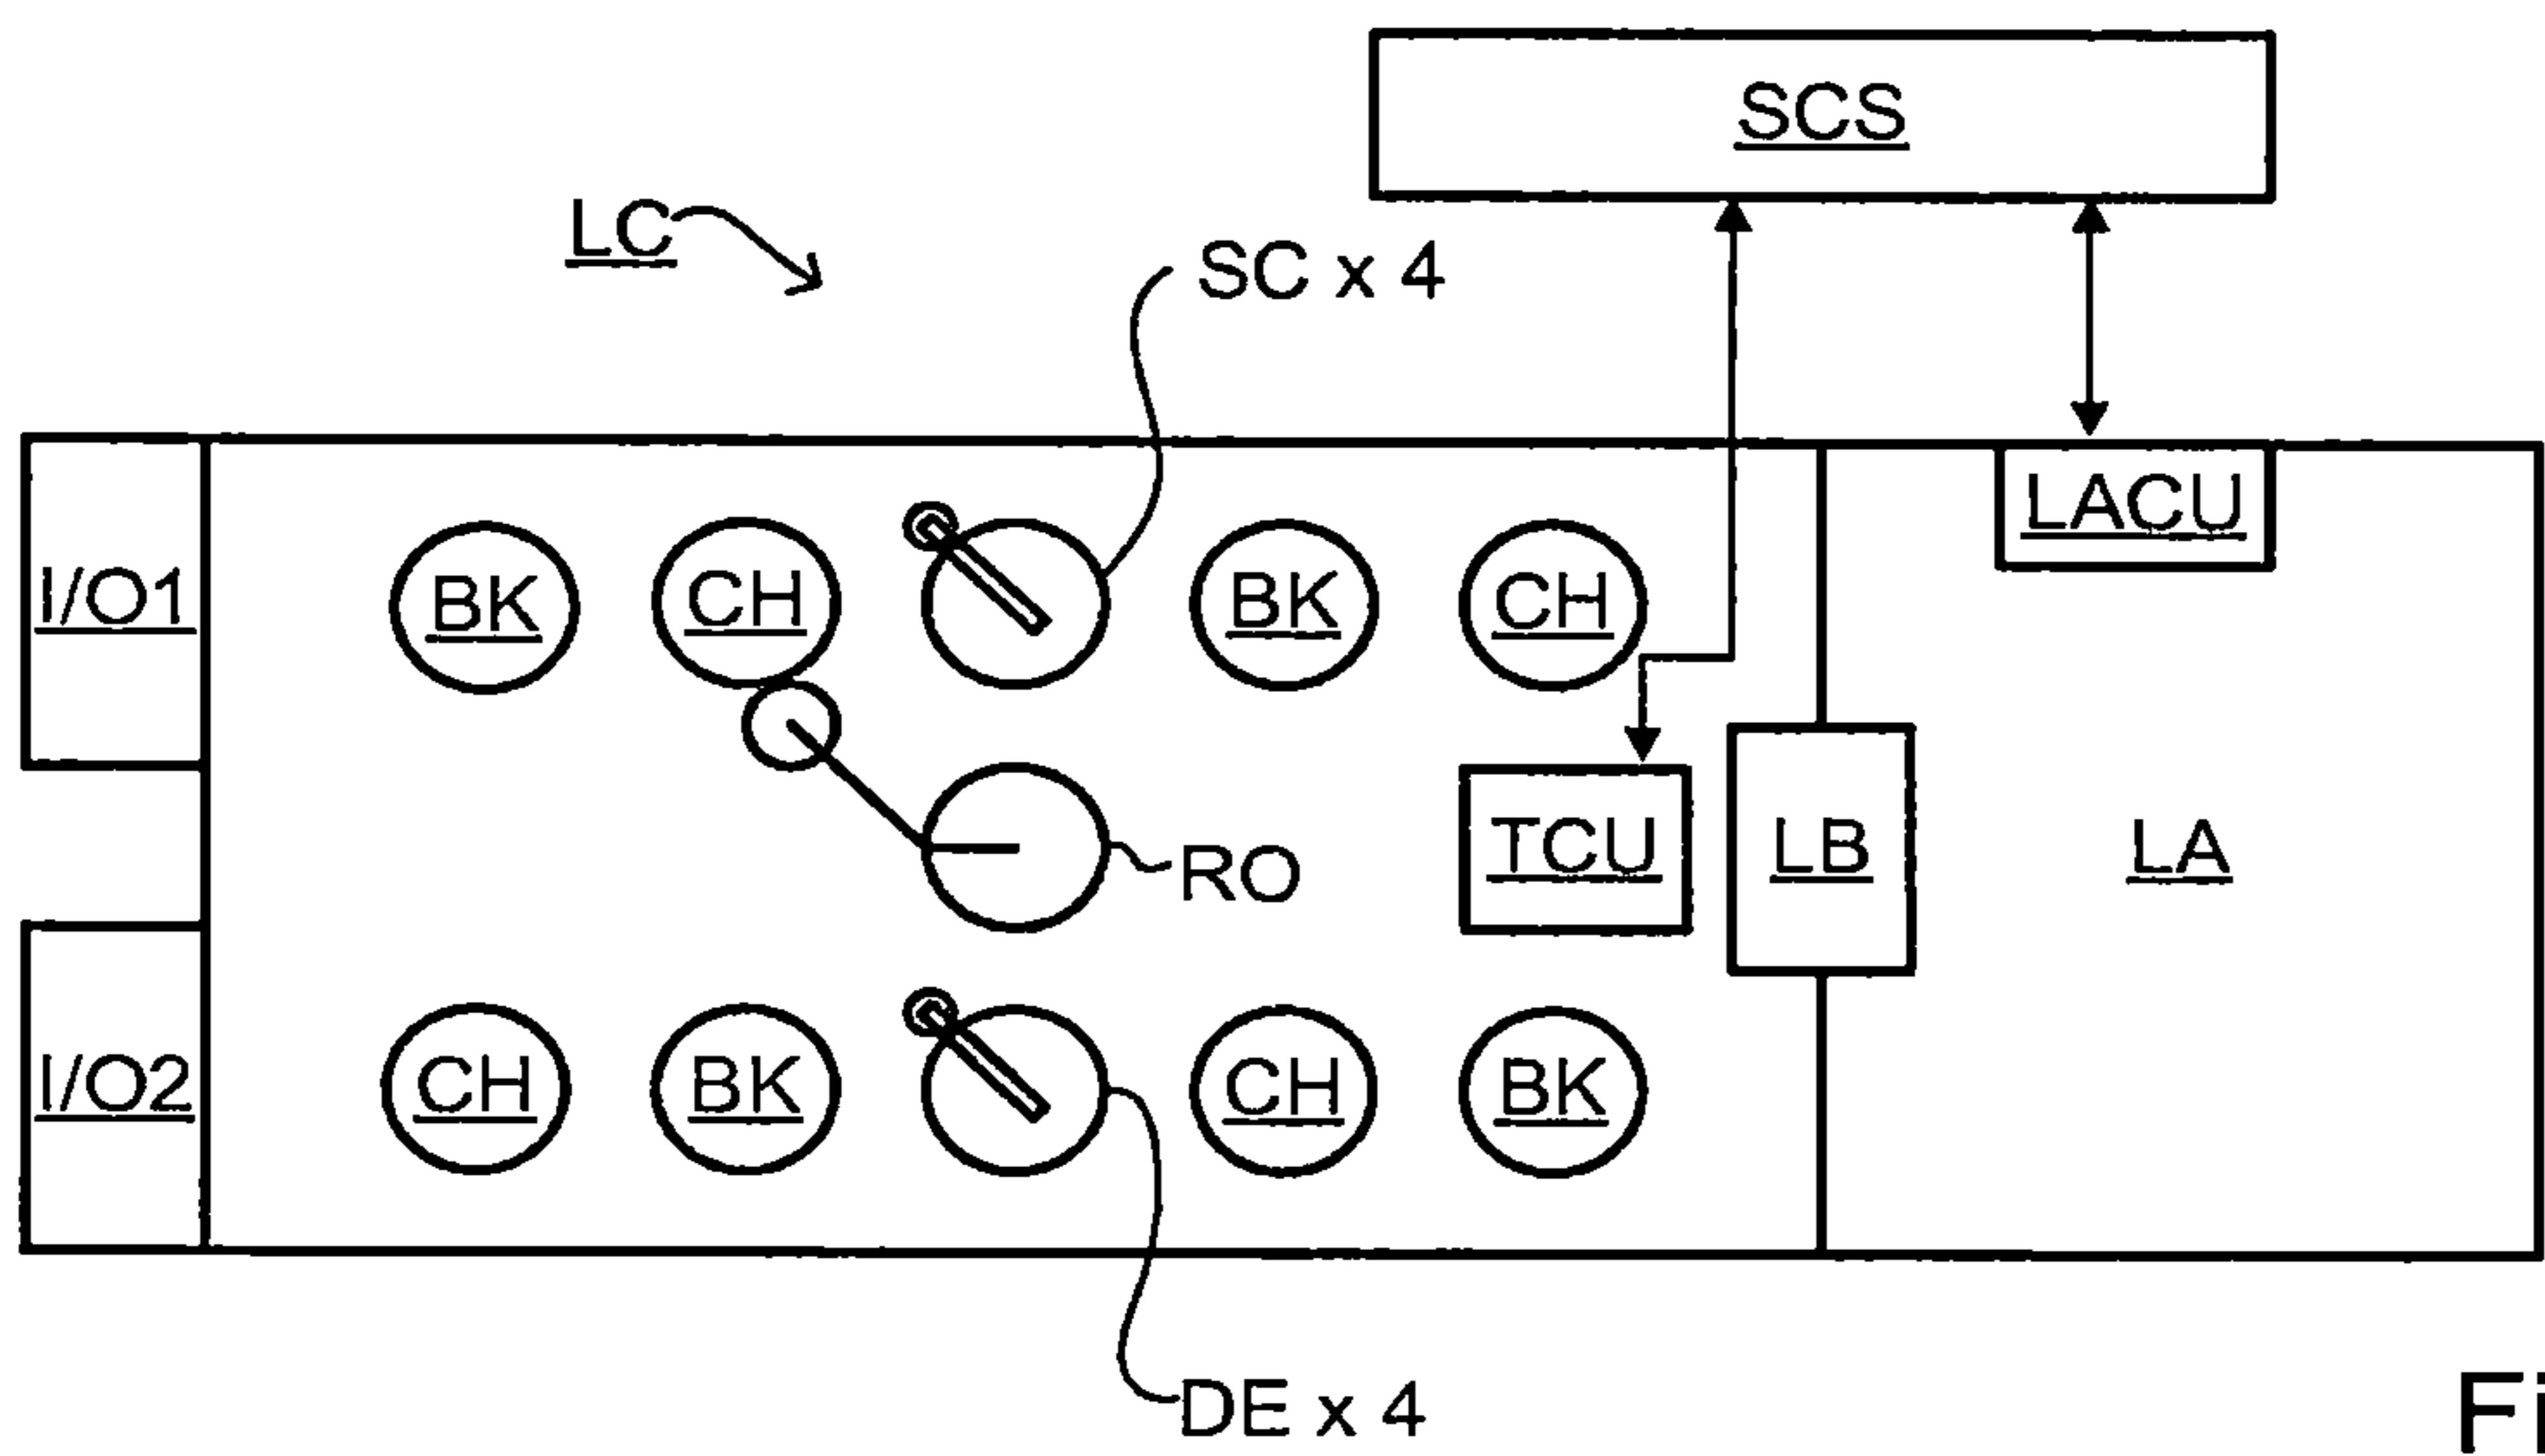 SCS
LC
SC x 4
LACU
I/O1
BK
CH
BK
CH
RO
TCU
LB
LA
I/O2
CH
BK
CH
BK
DE x 4
Fi